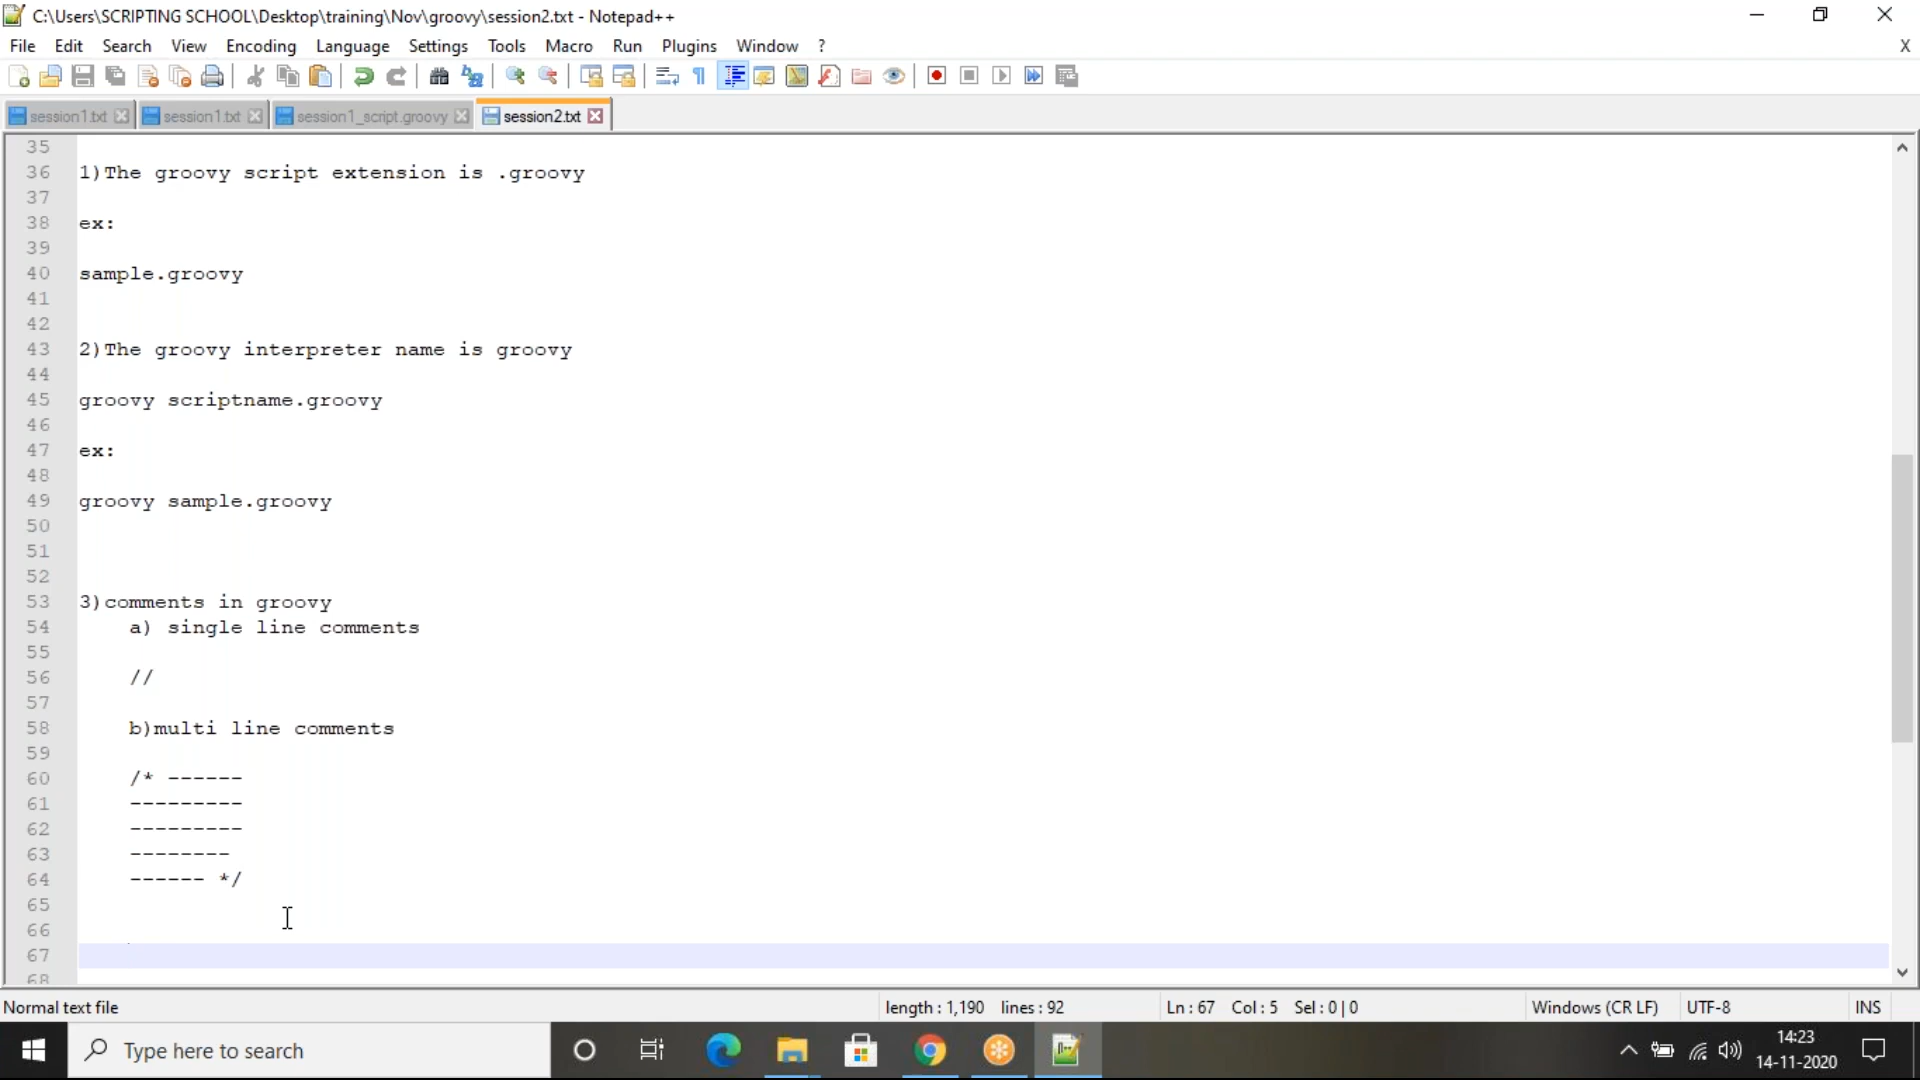 C:\Users\SCRIPTING SCHOOL\Desktop\training\Nov\groovy\session2.txt - Notepad++
File Edit Search View Encoding Language Settings Tools Macro Run Plugins Window ? X
session1.txt session1.txt session1_script.groovy session2.txt
35
36 1)The groovy script extension is .groovy
37
38 ex:
39
40 sample.groovy
41
42
43 2)The groovy interpreter name is groovy
44
45 groovy scriptname.groovy
46
47 ex:
48
49 groovy sample.groovy
50
51
52
53 3)comments in groovy
54 a) single line comments
55
56 //
57
58 b)multi line comments
59
60 /* ------
61 ---------
62 ---------
63 --------
64 ------ */
65
66
67
68
Normal text file length : 1,190 lines : 92 Ln : 67 Col : 5 Sel : 0 | 0 Windows (CR LF) UTF-8 INS
Type here to search
14:23
14-11-2020